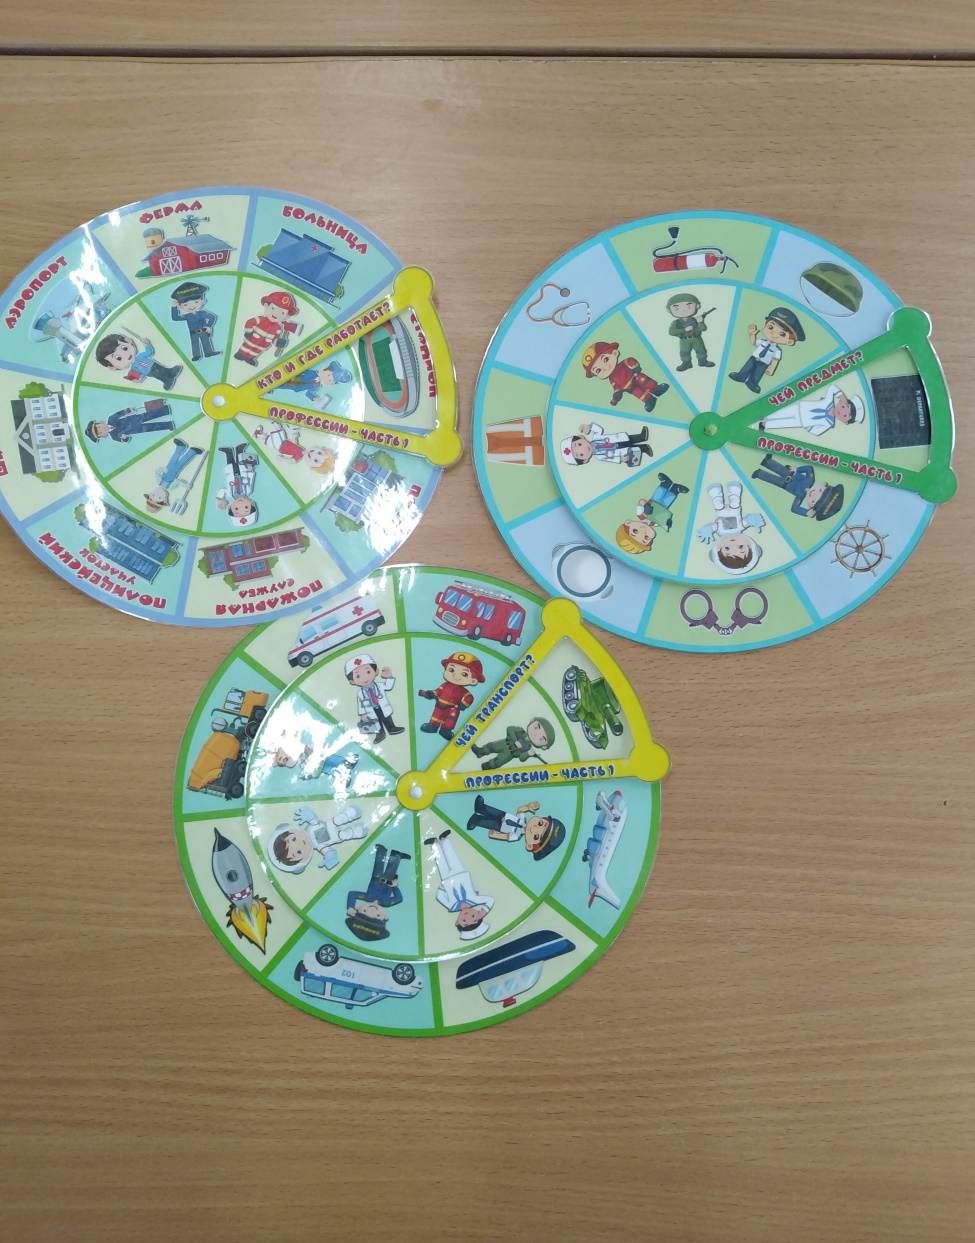 ФЕРМА
БОЛЬНИЦА
АЭРОПОРТ
КТО И ГДЕ РАБОТАЕТ?
ПРОФЕССИИ - ЧАСТЬ 1
ПОЛИЦЕЙСКИЙ
УЧАСТОК
ПОЖАРНАЯ
СЛУЖБА
ЧЕЙ ПРЕДМЕТ?
ПРОФЕССИИ - ЧАСТЬ 1
ЧЕЙ ТРАНСПОРТ?
ПРОФЕССИИ - ЧАСТЬ 1
102